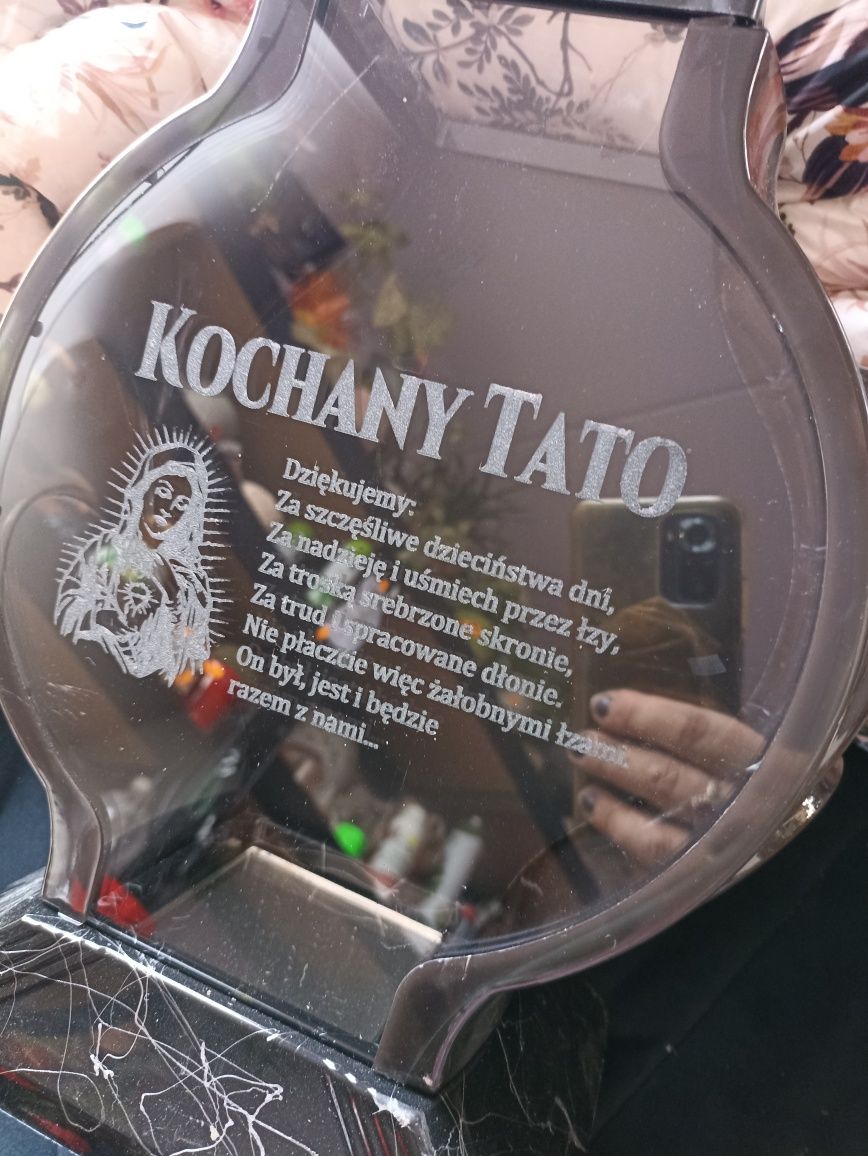 KOCHANY TATO
Dziękujemy:
Za szczęśliwe dzieciństwa dni,
Za nadzieję i uśmiech przez łzy,
Za troską srebrzone skronie,
Za trud i spracowane dłonie.
Nie płaczcie więc żałobnymi łzami.
On był, jest i będzie
razem z nami...